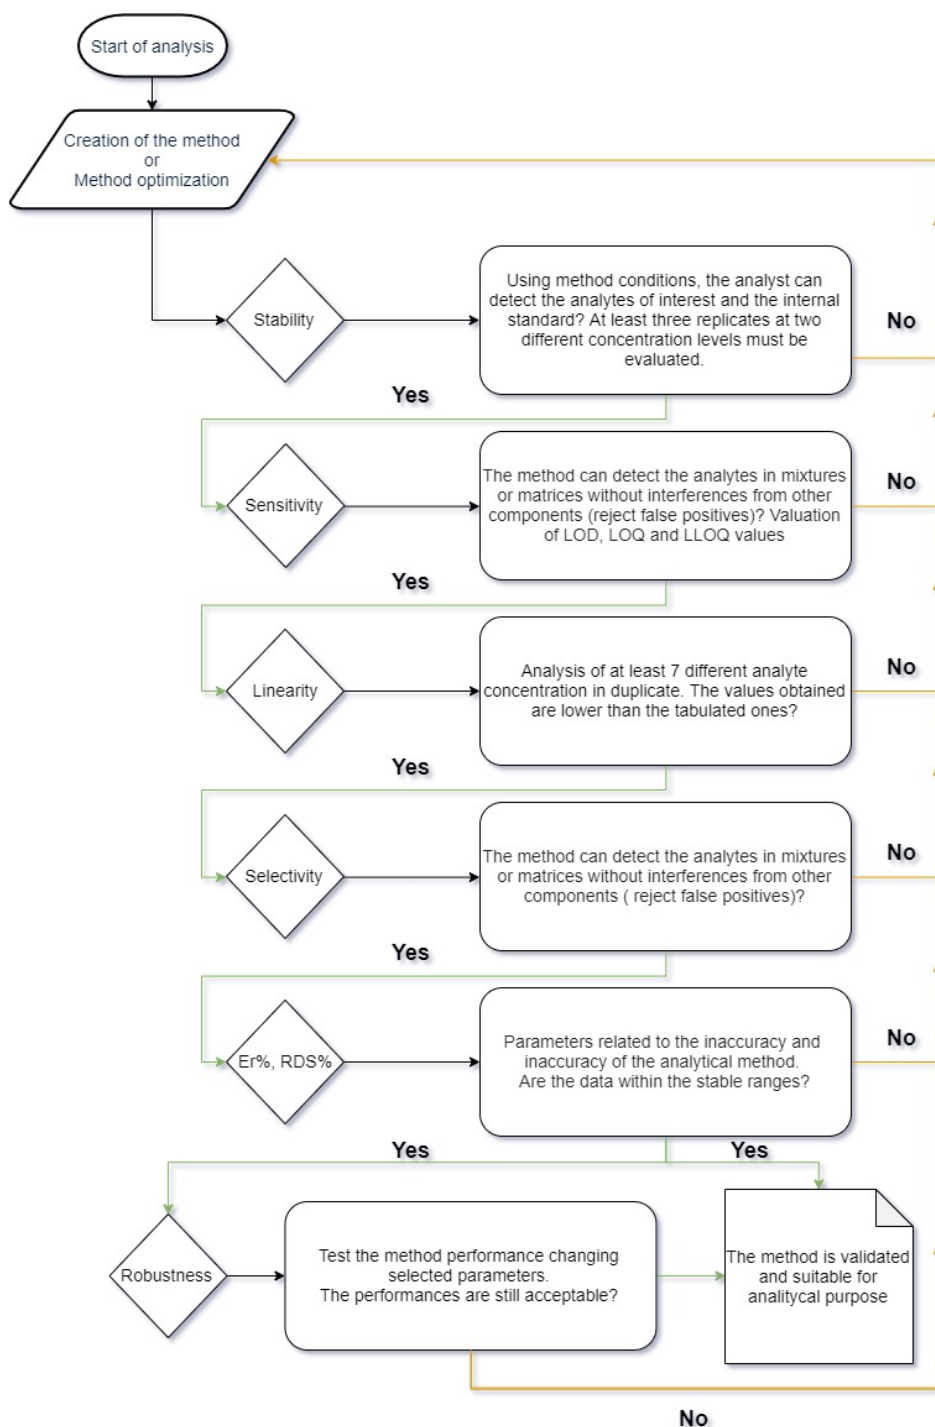 Start of analysis
Creation of the method
or
Method optimization
Stability
Using method conditions, the analyst can
detect the analytes of interest and the internal
standard? At least three replicates at two
different concentration levels must be
evaluated.
No
Yes
Sensitivity
The method can detect the analytes in mixtures
or matrices without interferences from other
components (reject false positives)? Valuation
of LOD, LOQ and LLOQ values
No
Yes
Linearity
Analysis of at least 7 different analyte
concentration in duplicate. The values obtained
are lower than the tabulated ones?
No
Yes
Selectivity
The method can detect the analytes in mixtures
or matrices without interferences from other
components ( reject false positives)?
No
Yes
Er%, RDS%
Parameters related to the inaccuracy and
inaccuracy of the analytical method.
Are the data within the stable ranges?
No
Yes
Yes
Robustness
Test the method performance changing
selected parameters.
The performances are still acceptable?
The method is validated
and suitable for
analitycal purpose
No